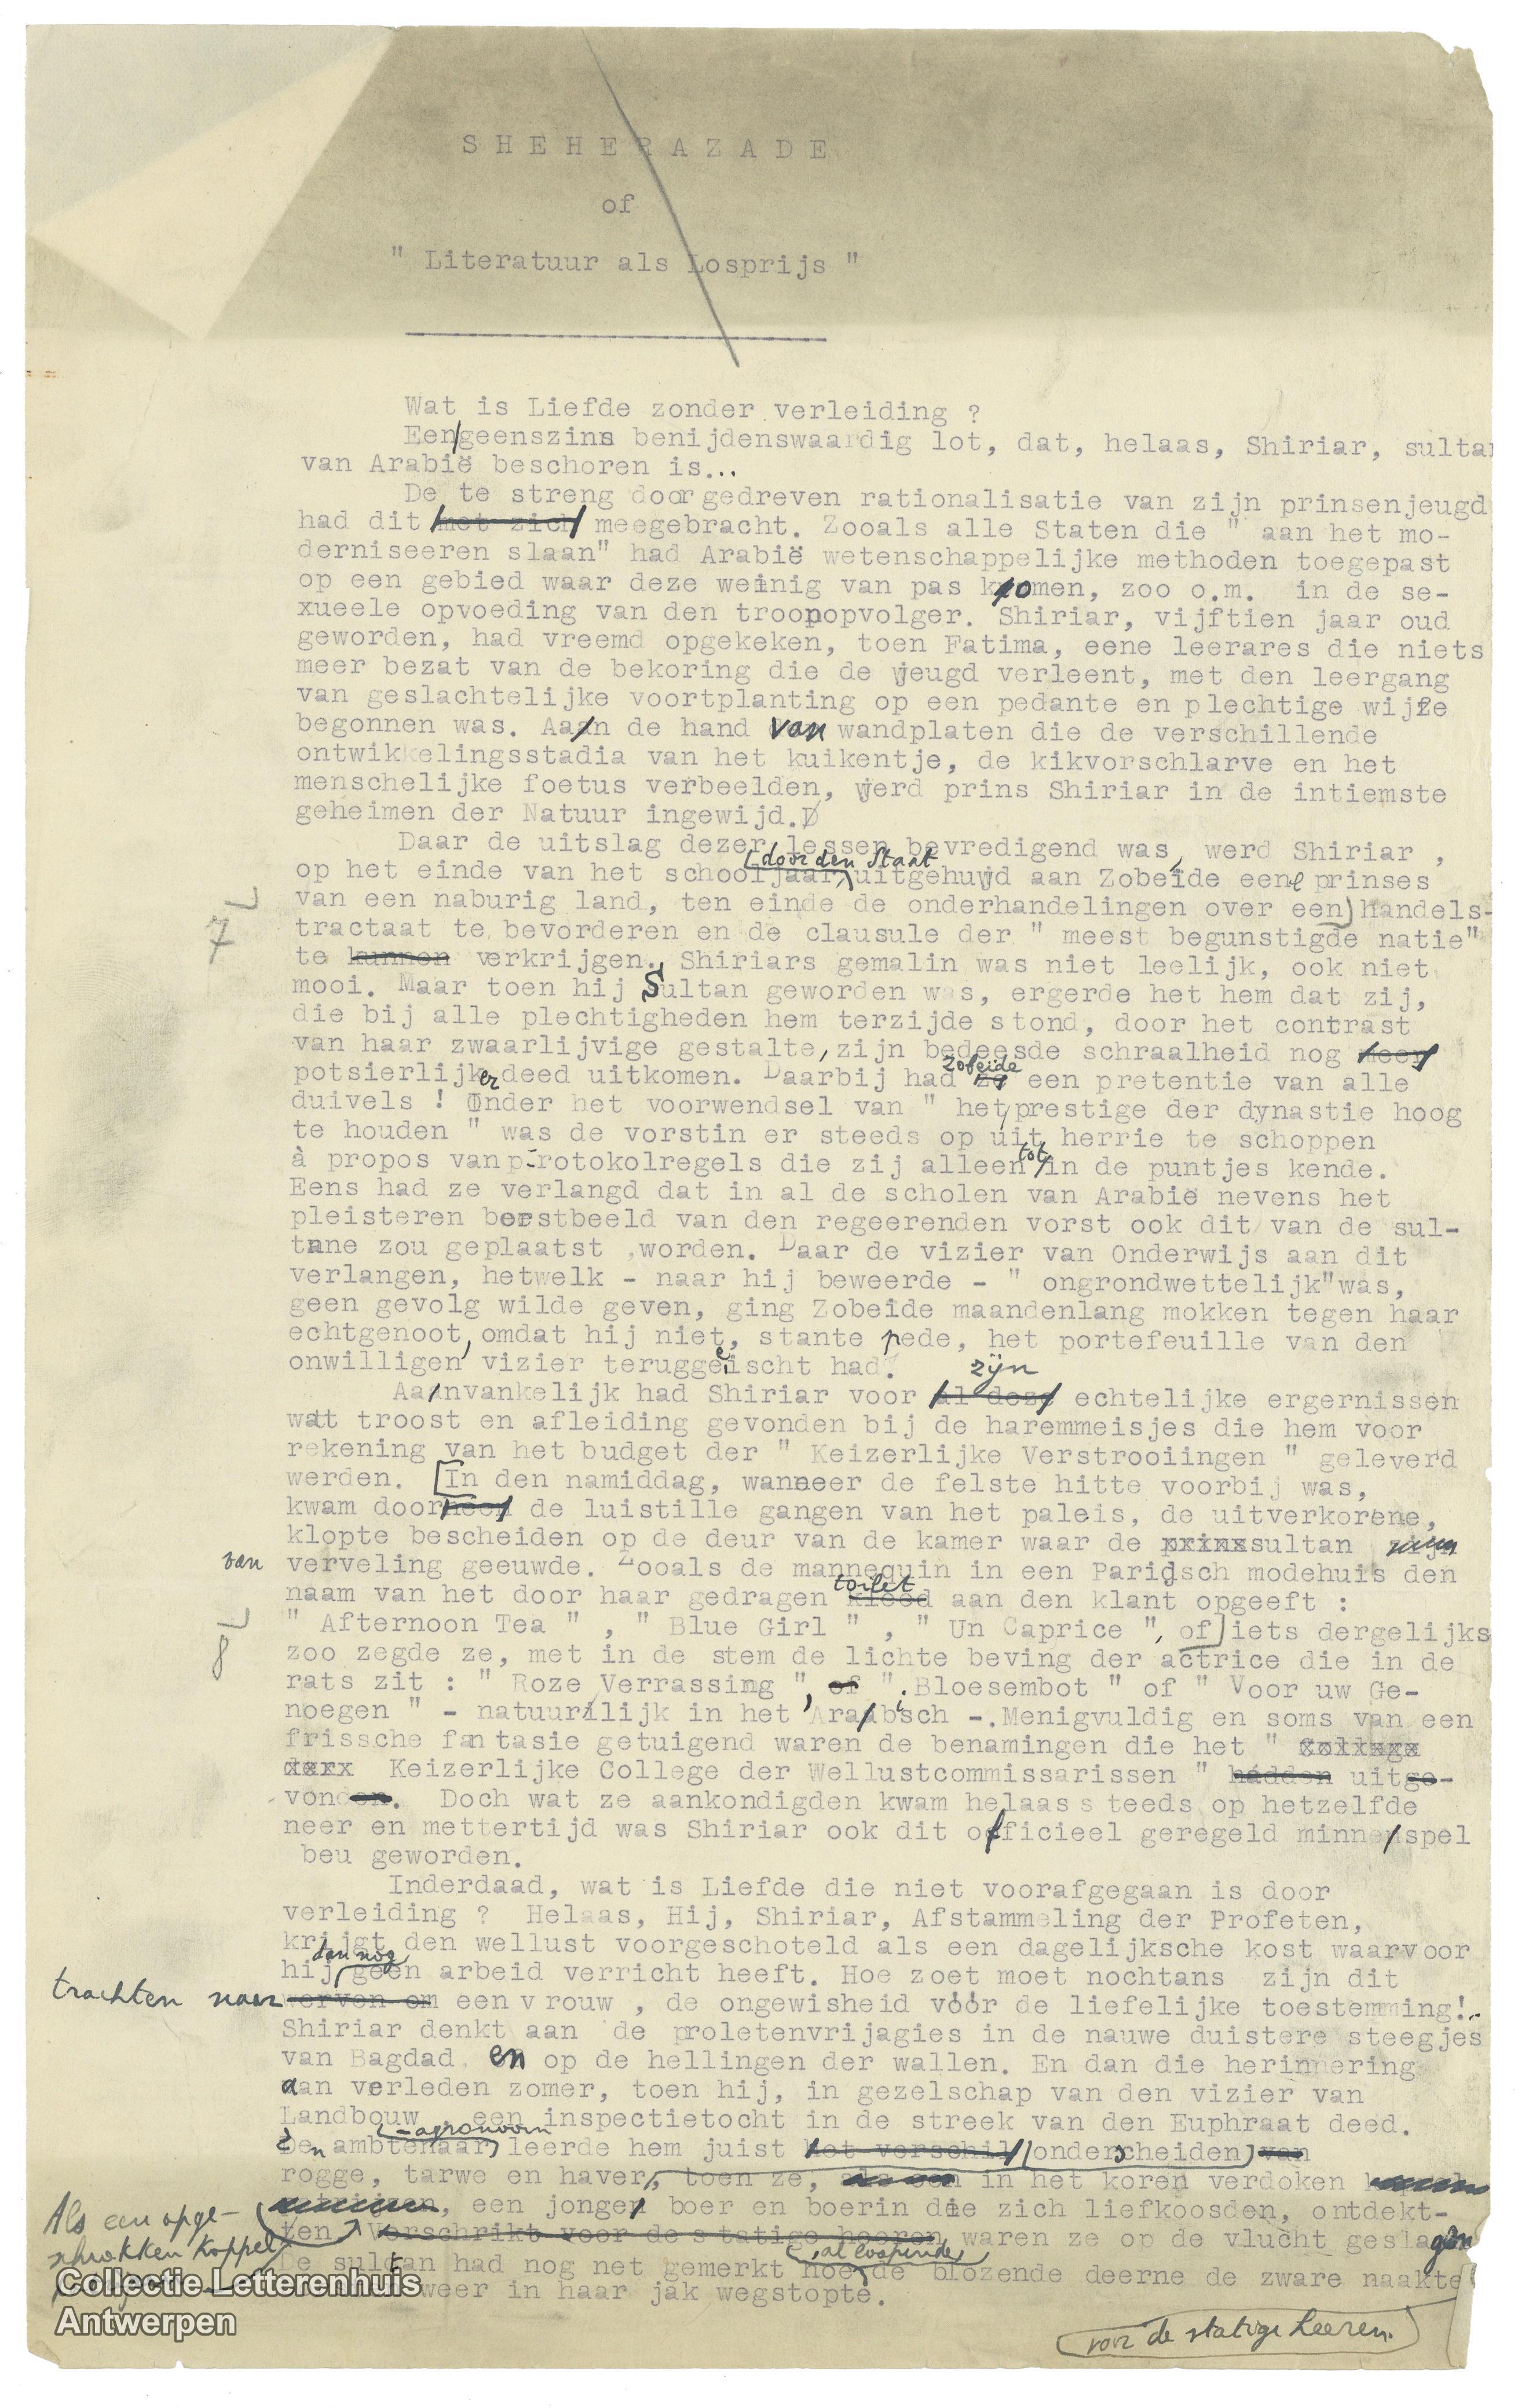 S H E H E R A Z A D E
of
" Literatuur als Losprijs "
Wat is Liefde zonder verleiding ?
Een geenszins benijdenswaardig lot, dat, helaas, Shiriar, sultan
van Arabië beschoren is...
De te streng doorgedreven rationalisatie van zijn prinsenjeugd
had dit met zich meegebracht. Zooals alle Staten die " aan het mo-
derniseeren slaan" had Arabië wetenschappelijke methoden toegepast
op een gebied waar deze weinig van pas komen, zoo o.m. in de se-
xueele opvoeding van den troonopvolger. Shiriar, vijftien jaar oud
geworden, had vreemd opgekeken, toen Fatima, eene leerares die niets
meer bezat van de bekoring die de jeugd verleent, met den leergang
van geslachtelijke voortplanting op een pedante en plechtige wijze
begonnen was. Aan de hand van wandplaten die de verschillende
ontwikkelingsstadia van het kuikentje, de kikvorschlarve en het
menschelijke foetus verbeelden, werd prins Shiriar in de intiemste
geheimen der Natuur ingewijd.
Daar de uitslag dezer lessen bevredigend was, werd Shiriar ,
door den Staat
op het einde van het schooljaar uitgehuwd aan Zobeïde eene prinses
van een naburig land, ten einde de onderhandelingen over een handels-
7
tractaat te bevorderen en de clausule der " meest begunstigde natie"
te kunnen verkrijgen. Shiriars gemalin was niet leelijk, ook niet
mooi. Maar toen hij Sultan geworden was, ergerde het hem dat zij,
die bij alle plechtigheden hem terzijde stond, door het contrast
van haar zwaarlijvige gestalte, zijn bedeesde schraalheid nog meer
Zobeïde
potsierlijker deed uitkomen. Daarbij had ze een pretentie van alle
duivels ! Onder het voorwendsel van " het prestige der dynastie hoog
te houden " was de vorstin er steeds op uit herrie te schoppen
tot
à propos van protokolregels die zij alleen in de puntjes kende.
Eens had ze verlangd dat in al de scholen van Arabië nevens het
pleisteren borstbeeld van den regeerenden vorst ook dit van de sul-
tane zou geplaatst worden. Daar de vizier van Onderwijs aan dit
verlangen, hetwelk - naar hij beweerde - " ongrondwettelijk"was,
geen gevolg wilde geven, ging Zobeide maandenlang mokken tegen haar
echtgenoot, omdat hij niet, stante pede, het portefeuille van den
onwilligen vizier teruggeëischt had.
zijn
Aanvankelijk had Shiriar voor al deze echtelijke ergernissen
wat troost en afleiding gevonden bij de haremmeisjes die hem voor
rekening van het budget der " Keizerlijke Verstrooiingen " geleverd
werden. [In den namiddag, wanneer de felste hitte voorbij was,
kwam doorheen de luistille gangen van het paleis, de uitverkorene,
klopte bescheiden op de deur van de kamer waar de prins sultan
van verveling geeuwde. Zooals de mannequin in een Parijsch modehuis den
toilet
naam van het door haar gedragen kleed aan den klant opgeeft :
" Afternoon Tea " , " Blue Girl " , " Un Caprice ", of iets dergelijks
8
zoo zegde ze, met in de stem de lichte beving der actrice die in de
rats zit : " Roze Verrassing ", of " Bloesembot " of " Voor uw Ge-
noegen " - natuurlijk in het Arabisch -. Menigvuldig en soms van een
frissche fantasie getuigend waren de benamingen die het " College
der Keizerlijke College der Wellustcommissarissen " hadden uitge-
vonden. Doch wat ze aankondigden kwam helaas steeds op hetzelfde
neer en mettertijd was Shiriar ook dit officieel geregeld minnespel
beu geworden.
Inderdaad, wat is Liefde die niet voorafgegaan is door
verleiding ? Helaas, Hij, Shiriar, Afstammeling der Profeten,
krijgt den wellust voorgeschoteld als een dagelijksche kost waarvoor
dan nog
hij geen arbeid verricht heeft. Hoe zoet moet nochtans zijn dit
trachten naar werven om een vrouw , de ongewisheid vóór de liefelijke toestemming!
Shiriar denkt aan de proletenvrijagies in de nauwe duistere steegjes
van Bagdad en op de hellingen der wallen. En dan die herinnering
aan verleden zomer, toen hij, in gezelschap van den vizier van
Landbouw , een inspectietocht in de streek van den Euphraat deed.
-agronoom
Een ambtenaar leerde hem juist het verschil onderscheiden van
rogge, tarwe en haver, toen ze, als een in het koren verdoken
een jonge boer en boerin die zich liefkoosden, ontdekt-
Als een opge-
ten Verschrikt voor de statige heeren waren ze op de vlucht geslagen
schrokken koppel
, al loopende,
De sultan had nog net gemerkt hoe de blozende deerne de zware naakte
weer in haar jak wegstopte.
voor de statige heeren.
Collectie Letterenhuis
Antwerpen